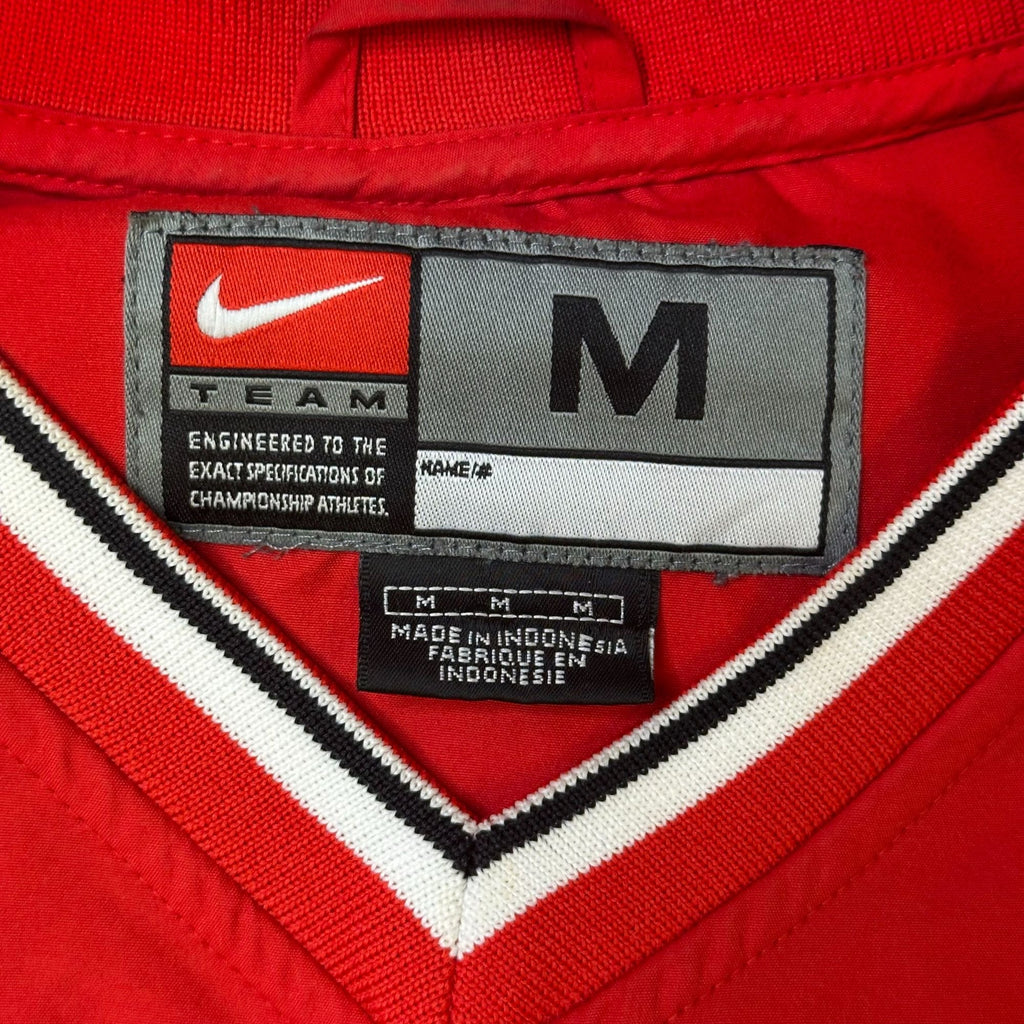 TEAM
ENGINEERED TO THE
EXACT SPECIFICATIONS OF
CHAMPIONSHIP ATHLETES.
M
NAME/#
M M M
MADE IN INDONESIA
FABRIQUE EN
INDONESIE